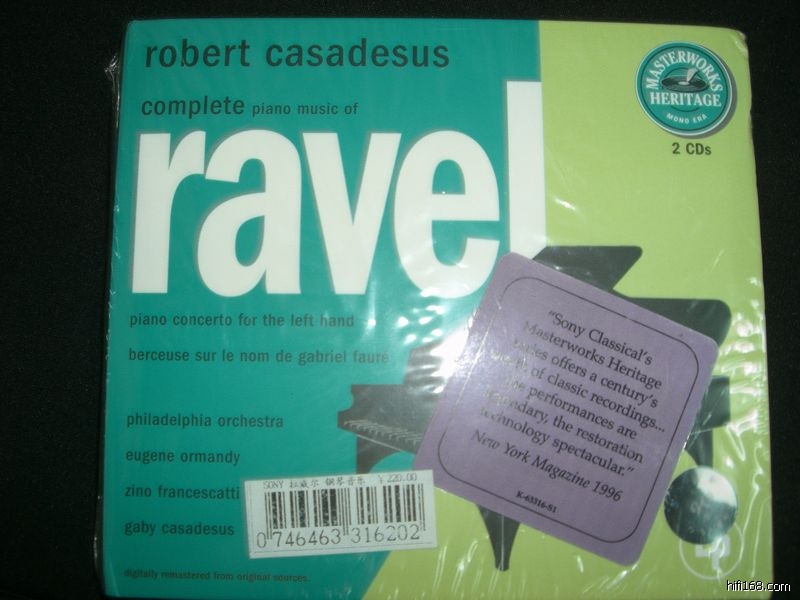 robert casadesus
complete piano music of
ravel
MASTERWORKS
HERITAGE
MONO ERA
2 CDs
piano concerto for the left hand
berceuse sur le nom de gabriel fauré
philadelphia orchestra
eugene ormandy
zino francescatti
gaby casadesus
digitally remastered from original sources.
SONY 拉威尔 钢琴音乐 ￥220.00
0 746463 316202
"Sony Classical's
Masterworks Heritage
series offers a century's
of classic recordings...
the performances are
legendary, the restoration
technology spectacular."
New York Magazine 1996
K-63316-S1
hifi168.com